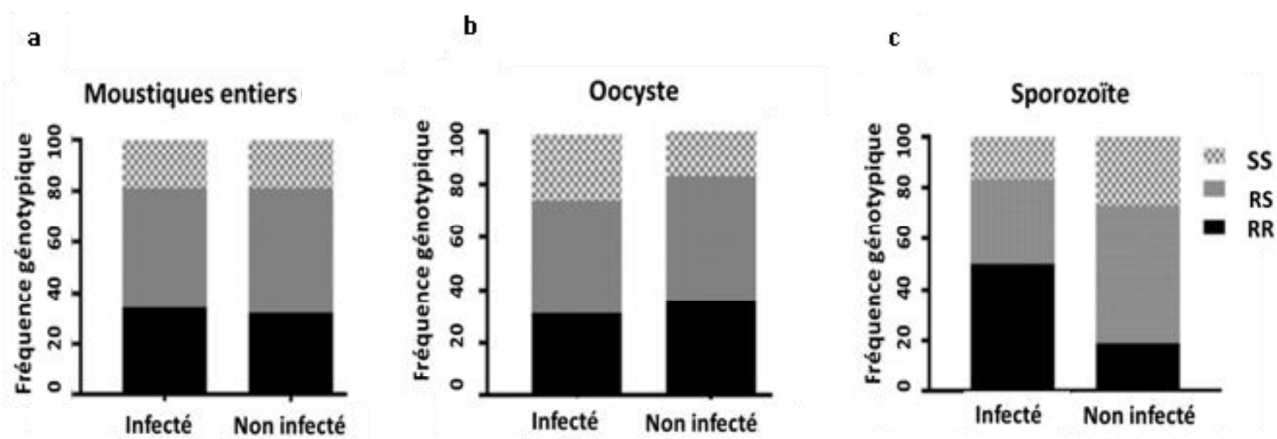 a
Moustiques entiers
Fréquence génotypique
100
80
60
40
20
0
Infecté
Non infecté
b
Oocyste
Fréquence génotypique
100
80
60
40
20
0
Infecté
Non infecté
c
Sporozoïte
Fréquence génotypique
100
80
60
40
20
0
Infecté
Non infecté
SS
RS
RR